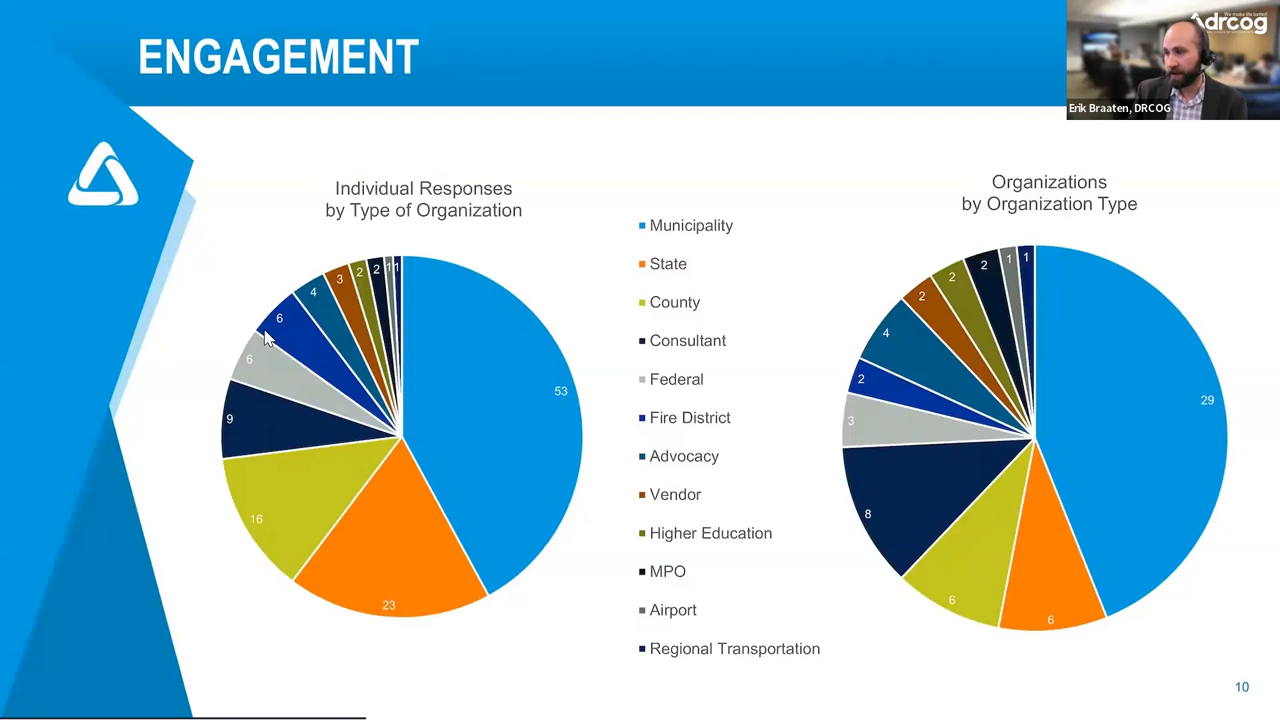 ENGAGEMENT
drcog
Erik Braaten, DRCOG
Individual Responses
by Type of Organization
53
23
16
9
6
6
4
3
2
2
1
1
Municipality
State
County
Consultant
Federal
Fire District
Advocacy
Vendor
Higher Education
MPO
Airport
Regional Transportation
Organizations
by Organization Type
29
6
6
8
3
2
4
2
2
2
1
1
10